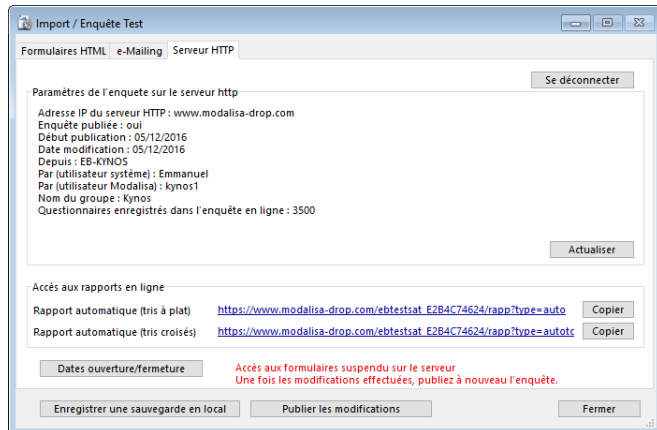 Import / Enquête Test
Formulaires HTML e-Mailing Serveur HTTP
Se déconnecter
Paramètres de l'enquete sur le serveur http
Adresse IP du serveur HTTP : www.modalisa-drop.com
Enquête publiée : oui
Début publication : 05/12/2016
Date modification : 05/12/2016
Depuis : EB-KYNOS
Par (utilisateur système) : Emmanuel
Par (utilisateur Modalisa) : kynos1
Nom du groupe : Kynos
Questionnaires enregistrés dans l'enquête en ligne : 3500
Actualiser
Accès aux rapports en ligne
Rapport automatique (tris à plat) https://www.modalisa-drop.com/ebtestsat_E2B4C74624/rapp?type=auto Copier
Rapport automatique (tris croisés) https://www.modalisa-drop.com/ebtestsat_E2B4C74624/rapp?type=autotc Copier
Dates ouverture/fermeture
Accès aux formulaires suspendu sur le serveur
Une fois les modifications effectuées, publiez à nouveau l'enquête.
Enregistrer une sauvegarde en local Publier les modifications Fermer